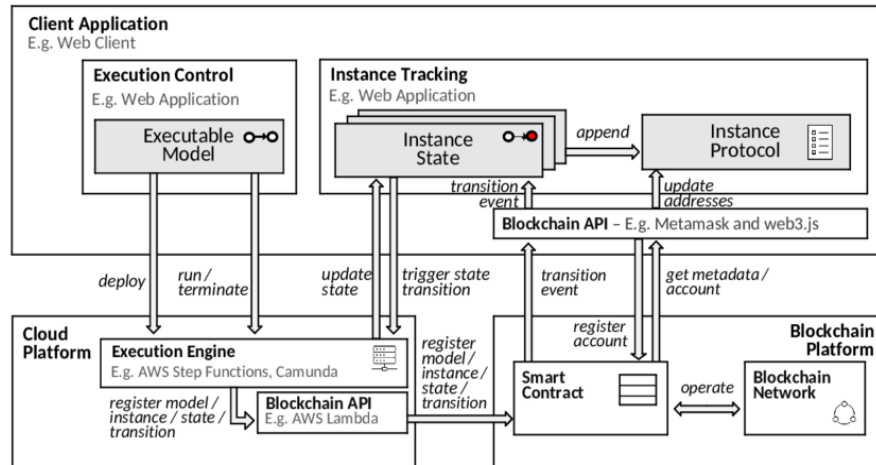 Client Application
E.g. Web Client
Execution Control
E.g. Web Application
Executable
Model
Instance Tracking
E.g. Web Application
Instance
State
append
Instance
Protocol
transition
event
update
addresses
Blockchain API – E.g. Metamask and web3.js
deploy
run /
terminate
update
state
trigger state
transition
transition
event
get metadata /
account
register
account
Cloud
Platform
Execution Engine
E.g. AWS Step Functions, Camunda
register model /
instance / state /
transition
Blockchain API
E.g. AWS Lambda
register
model /
instance /
state /
transition
Blockchain
Platform
Smart
Contract
operate
Blockchain
Network